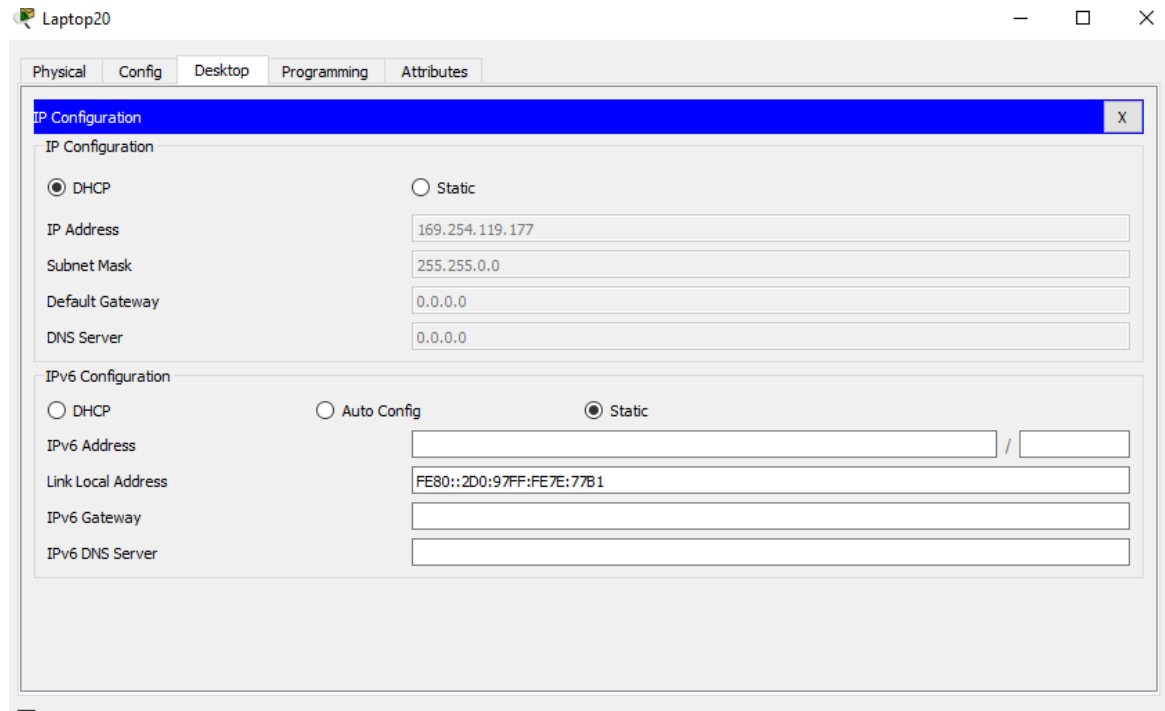 Laptop20
Physical Config Desktop Programming Attributes
IP Configuration X
IP Configuration
DHCP Static
IP Address 169.254.119.177
Subnet Mask 255.255.0.0
Default Gateway 0.0.0.0
DNS Server 0.0.0.0
IPv6 Configuration
DHCP Auto Config Static
IPv6 Address /
Link Local Address FE80::2D0:97FF:FE7E:77B1
IPv6 Gateway
IPv6 DNS Server